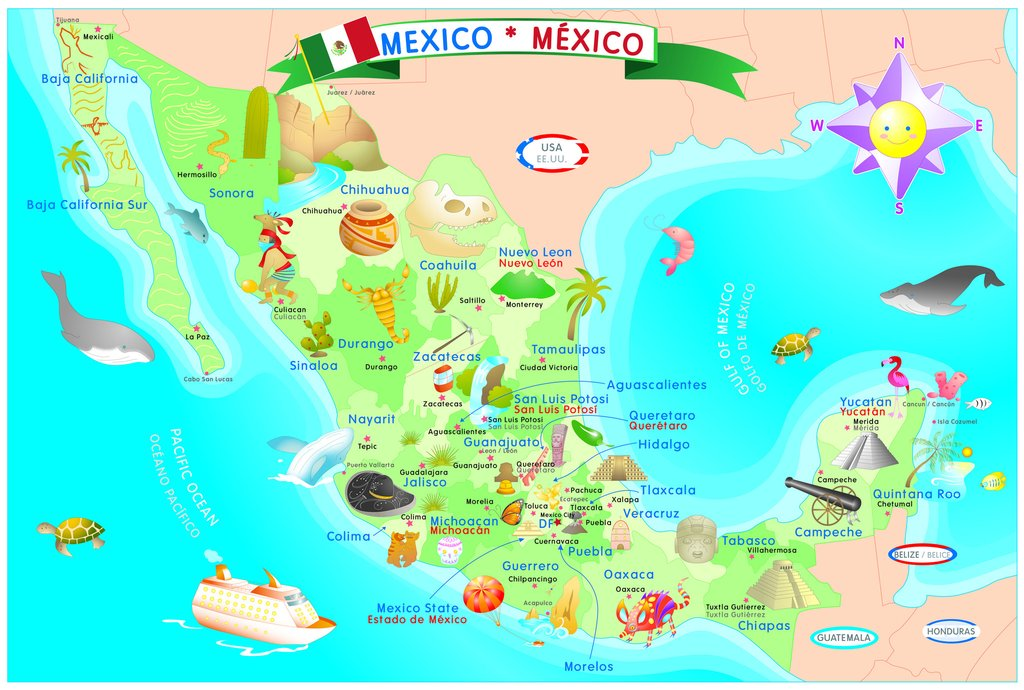 MEXICO * MÉXICO
Tijuana
Mexicali
Baja California
Juarez / Juárez
N
W
E
S
USA
EE.UU.
Hermosillo
Sonora
Baja California Sur
Chihuahua
Chihuahua
Coahuila
Nuevo Leon
Nuevo León
Saltillo
Monterrey
Culiacan
Culiacán
La Paz
Cabo San Lucas
Sinaloa
Durango
Durango
Zacatecas
Zacatecas
Tamaulipas
Ciudad Victoria
GULF OF MEXICO
GOLFO DE MÉXICO
Aguascalientes
Aguascalientes
San Luis Potosi
San Luis Potosí
San Luis Potosi
San Luis Potosí
Queretaro
Querétaro
Hidalgo
Nayarit
Tepic
Puerto Vallarta
Guanajuato
Leon / León
Guanajuato
Queretaro
Querétaro
Guadalajara
Jalisco
PACIFIC OCEAN
OCÉANO PACÍFICO
Yucatan
Yucatán
Merida
Mérida
Cancun / Cancún
Isla Cozumel
Campeche
Campeche
Quintana Roo
Chetumal
Pachuca
Ecatepec
Tlaxcala
Tlaxcala
Xalapa
Veracruz
Toluca
Mexico City
DF
Puebla
Puebla
Cuernavaca
Morelia
Michoacan
Michoacán
Colima
Colima
Guerrero
Chilpancingo
Acapulco
Mexico State
Estado de México
Oaxaca
Oaxaca
Morelos
Tabasco
Villahermosa
Tuxtla Gutierrez
Tuxtla Gutiérrez
Chiapas
BELIZE / BELICE
GUATEMALA
HONDURAS